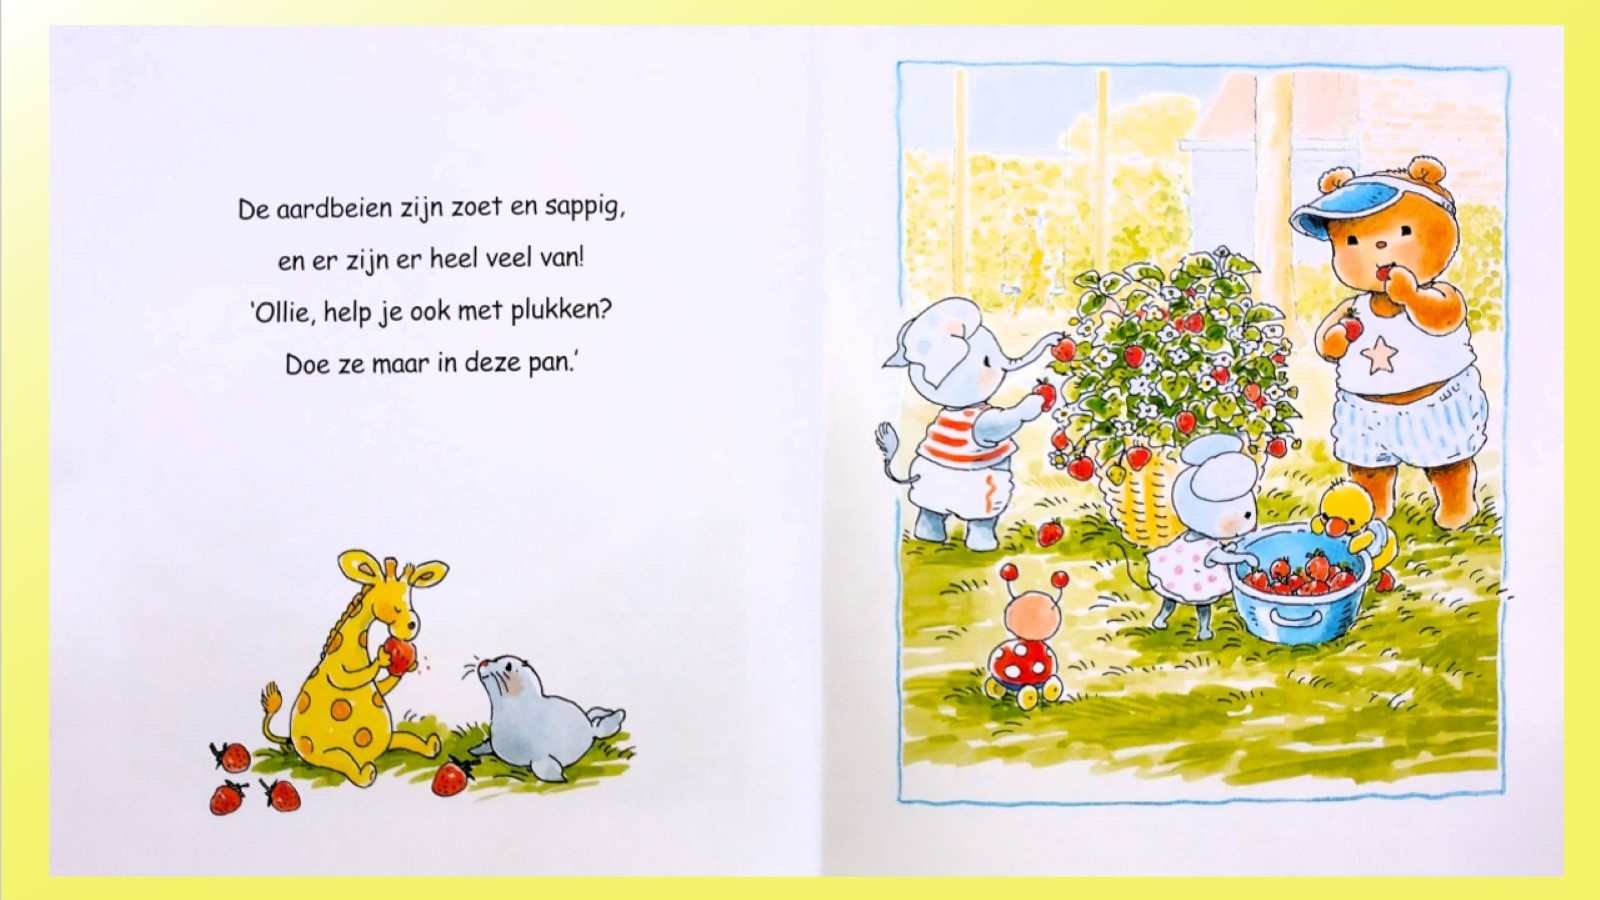 De aardbeien zijn zoet en sappig,
en er zijn er heel veel van!
‘Ollie, help je ook met plukken?
Doe ze maar in deze pan.’